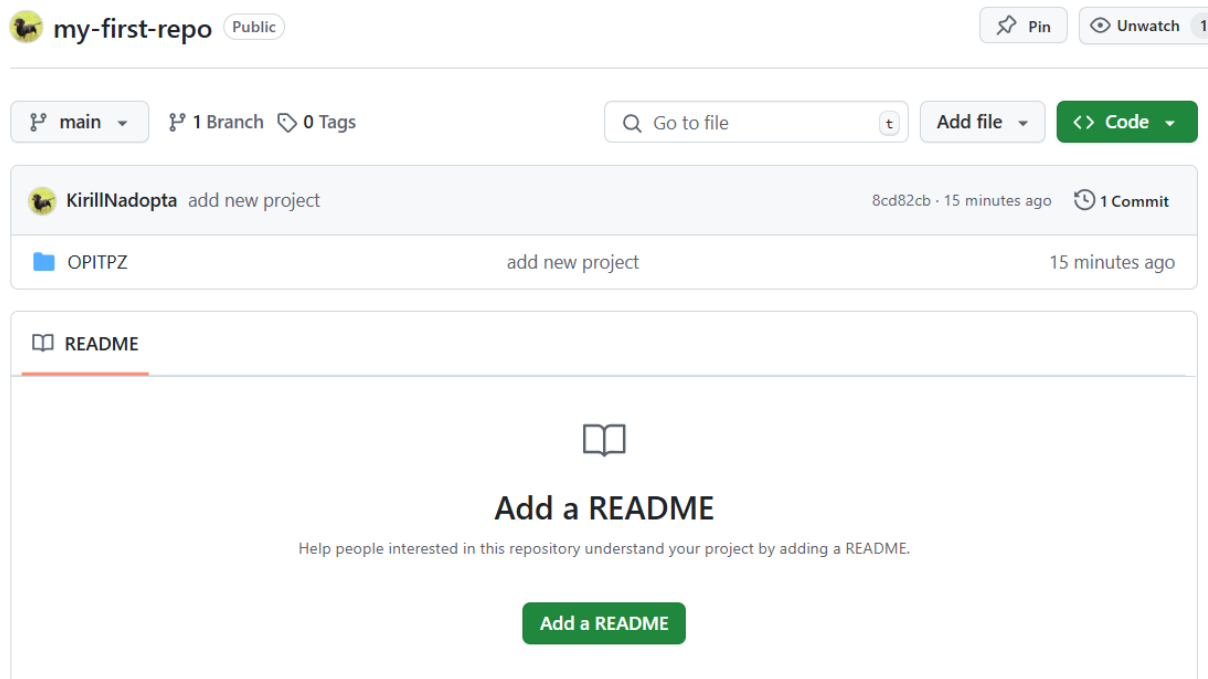 my-first-repo Public Pin Unwatch 1
main 1 Branch 0 Tags Go to file t Add file Code
KirillNadopta add new project 8cd82cb · 15 minutes ago 1 Commit
OPITPZ add new project 15 minutes ago
README
Add a README
Help people interested in this repository understand your project by adding a README.
Add a README